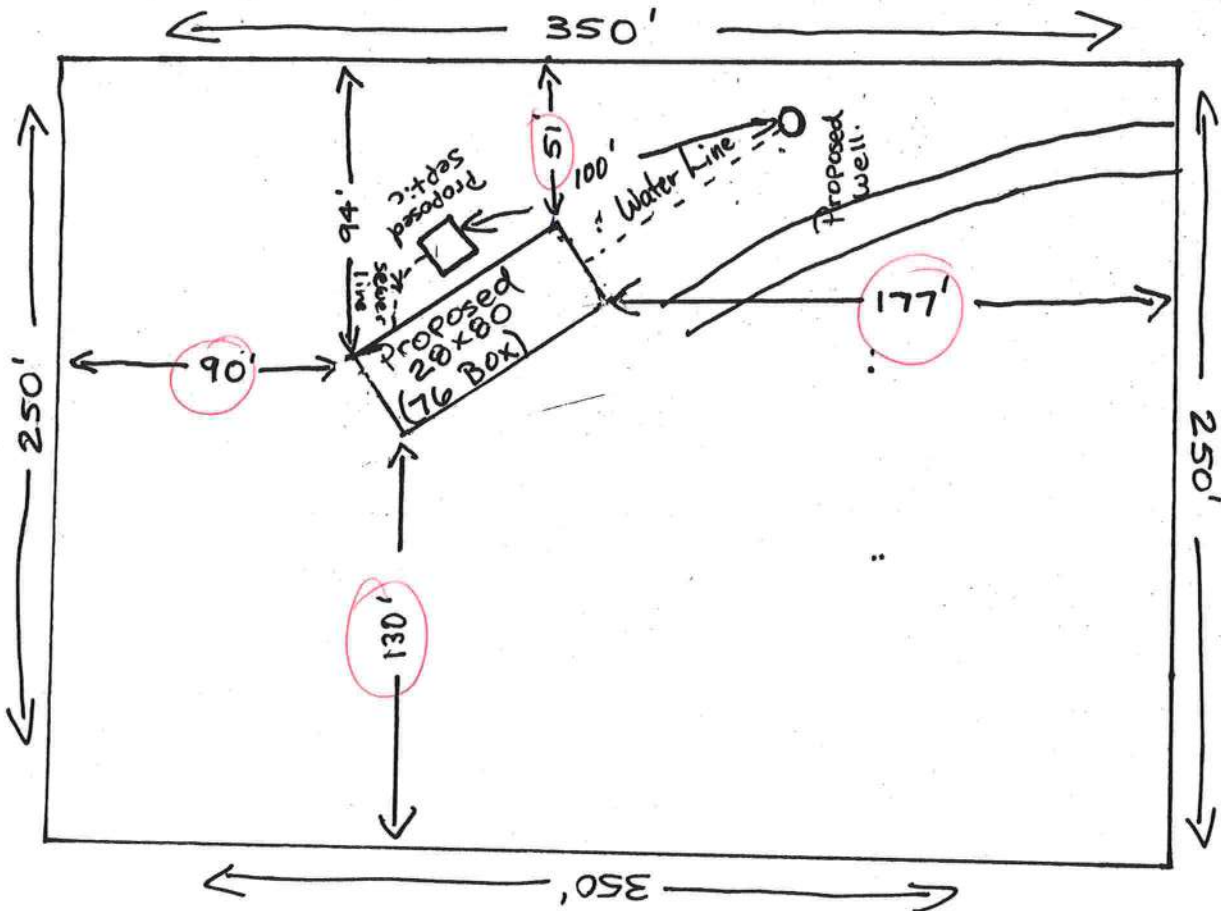 350'
51'
94'
100'
Proposed
septic
Water Line
Proposed
well.
sewer
line
Proposed
28x80
(76 Box)
177'
90'
250'
250'
130'
350'